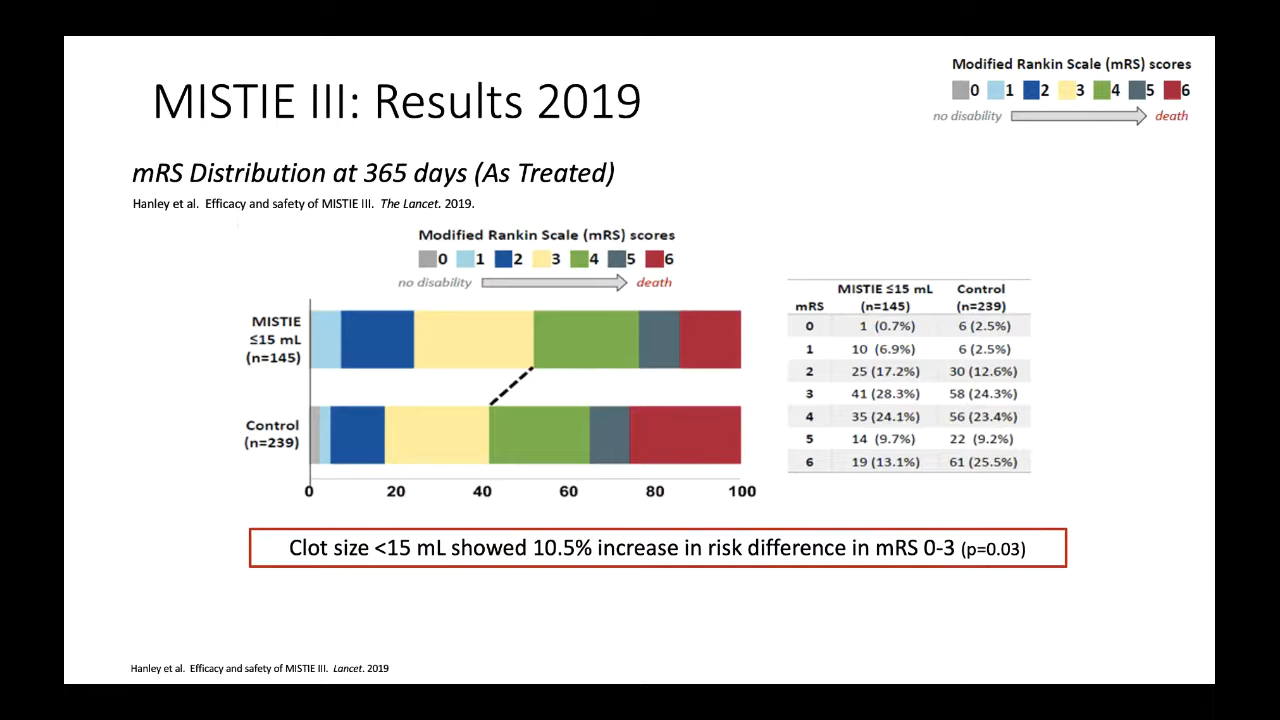 MISTIE III: Results 2019
Modified Rankin Scale (mRS) scores
0 1 2 3 4 5 6
no disability death
mRS Distribution at 365 days (As Treated)
Hanley et al. Efficacy and safety of MISTIE III. The Lancet. 2019.
Modified Rankin Scale (mRS) scores
0 1 2 3 4 5 6
no disability death
MISTIE
≤15 mL
(n=145)
Control
(n=239)
0 20 40 60 80 100
MISTIE ≤15 mL Control
mRS (n=145) (n=239)
0 1 (0.7%) 6 (2.5%)
1 10 (6.9%) 6 (2.5%)
2 25 (17.2%) 30 (12.6%)
3 41 (28.3%) 58 (24.3%)
4 35 (24.1%) 56 (23.4%)
5 14 (9.7%) 22 (9.2%)
6 19 (13.1%) 61 (25.5%)
Clot size <15 mL showed 10.5% increase in risk difference in mRS 0-3 (p=0.03)
Hanley et al. Efficacy and safety of MISTIE III. Lancet. 2019